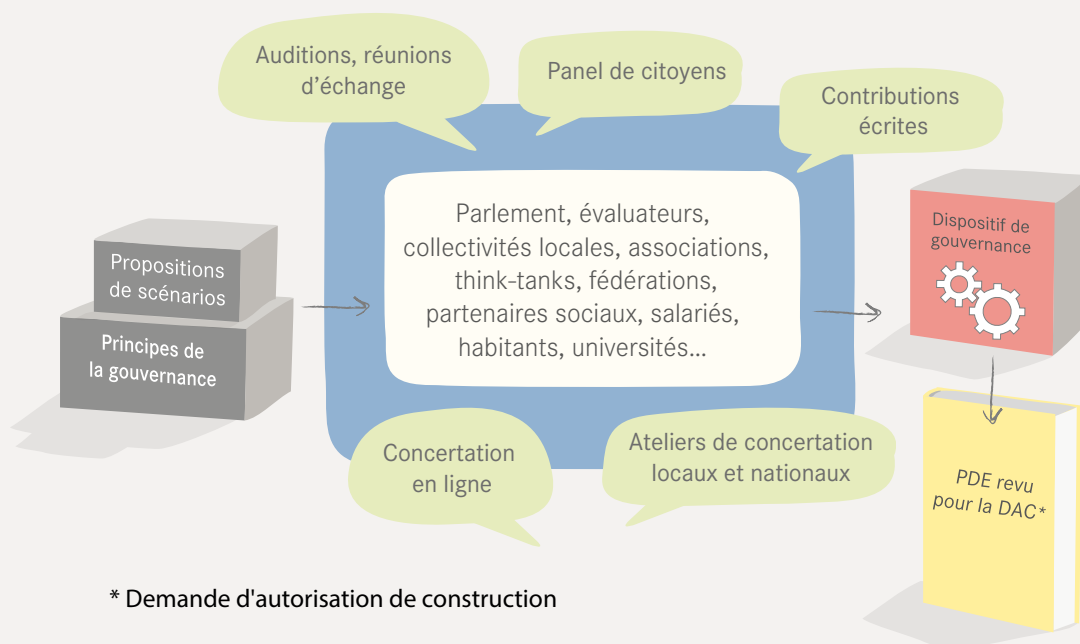 Auditions, réunions
d'échange
Panel de citoyens
Contributions
écrites
Propositions
de scénarios
Principes de
la gouvernance
Parlement, évaluateurs,
collectivités locales, associations,
think-tanks, fédérations,
partenaires sociaux, salariés,
habitants, universités...
Dispositif de
gouvernance
Concertation
en ligne
Ateliers de concertation
locaux et nationaux
PDE revu
pour la DAC*
* Demande d'autorisation de construction